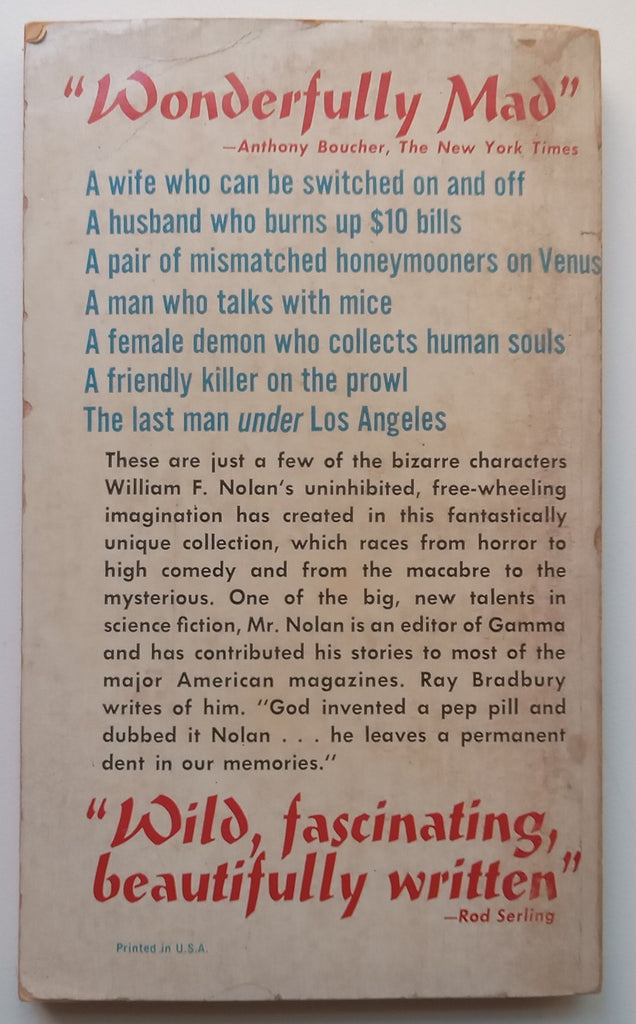 “Wonderfully Mad”
—Anthony Boucher, The New York Times
A wife who can be switched on and off
A husband who burns up $10 bills
A pair of mismatched honeymooners on Venus
A man who talks with mice
A female demon who collects human souls
A friendly killer on the prowl
The last man under Los Angeles
These are just a few of the bizarre characters
William F. Nolan's uninhibited, free-wheeling
imagination has created in this fantastically
unique collection, which races from horror to
high comedy and from the macabre to the
mysterious. One of the big, new talents in
science fiction, Mr. Nolan is an editor of Gamma
and has contributed his stories to most of the
major American magazines. Ray Bradbury
writes of him. "God invented a pep pill and
dubbed it Nolan . . . he leaves a permanent
dent in our memories."
“Wild, fascinating,
beautifully written”
—Rod Serling
Printed in U.S.A.